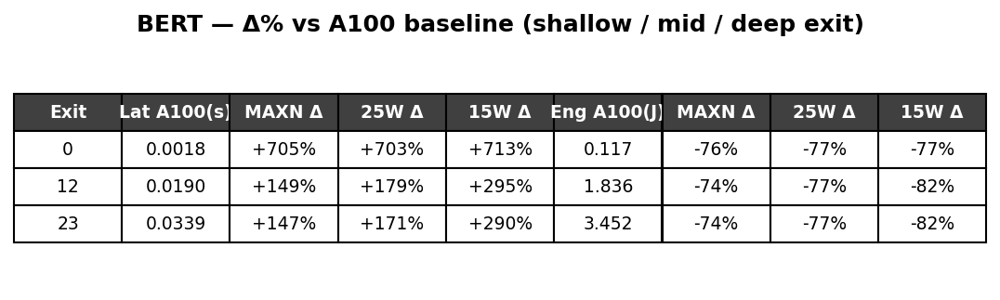 BERT — Δ% vs A100 baseline (shallow / mid / deep exit)
Exit Lat A100(s) MAXN Δ 25W Δ 15W Δ Eng A100(J) MAXN Δ 25W Δ 15W Δ
0 0.0018 +705% +703% +713% 0.117 -76% -77% -77%
12 0.0190 +149% +179% +295% 1.836 -74% -77% -82%
23 0.0339 +147% +171% +290% 3.452 -74% -77% -82%